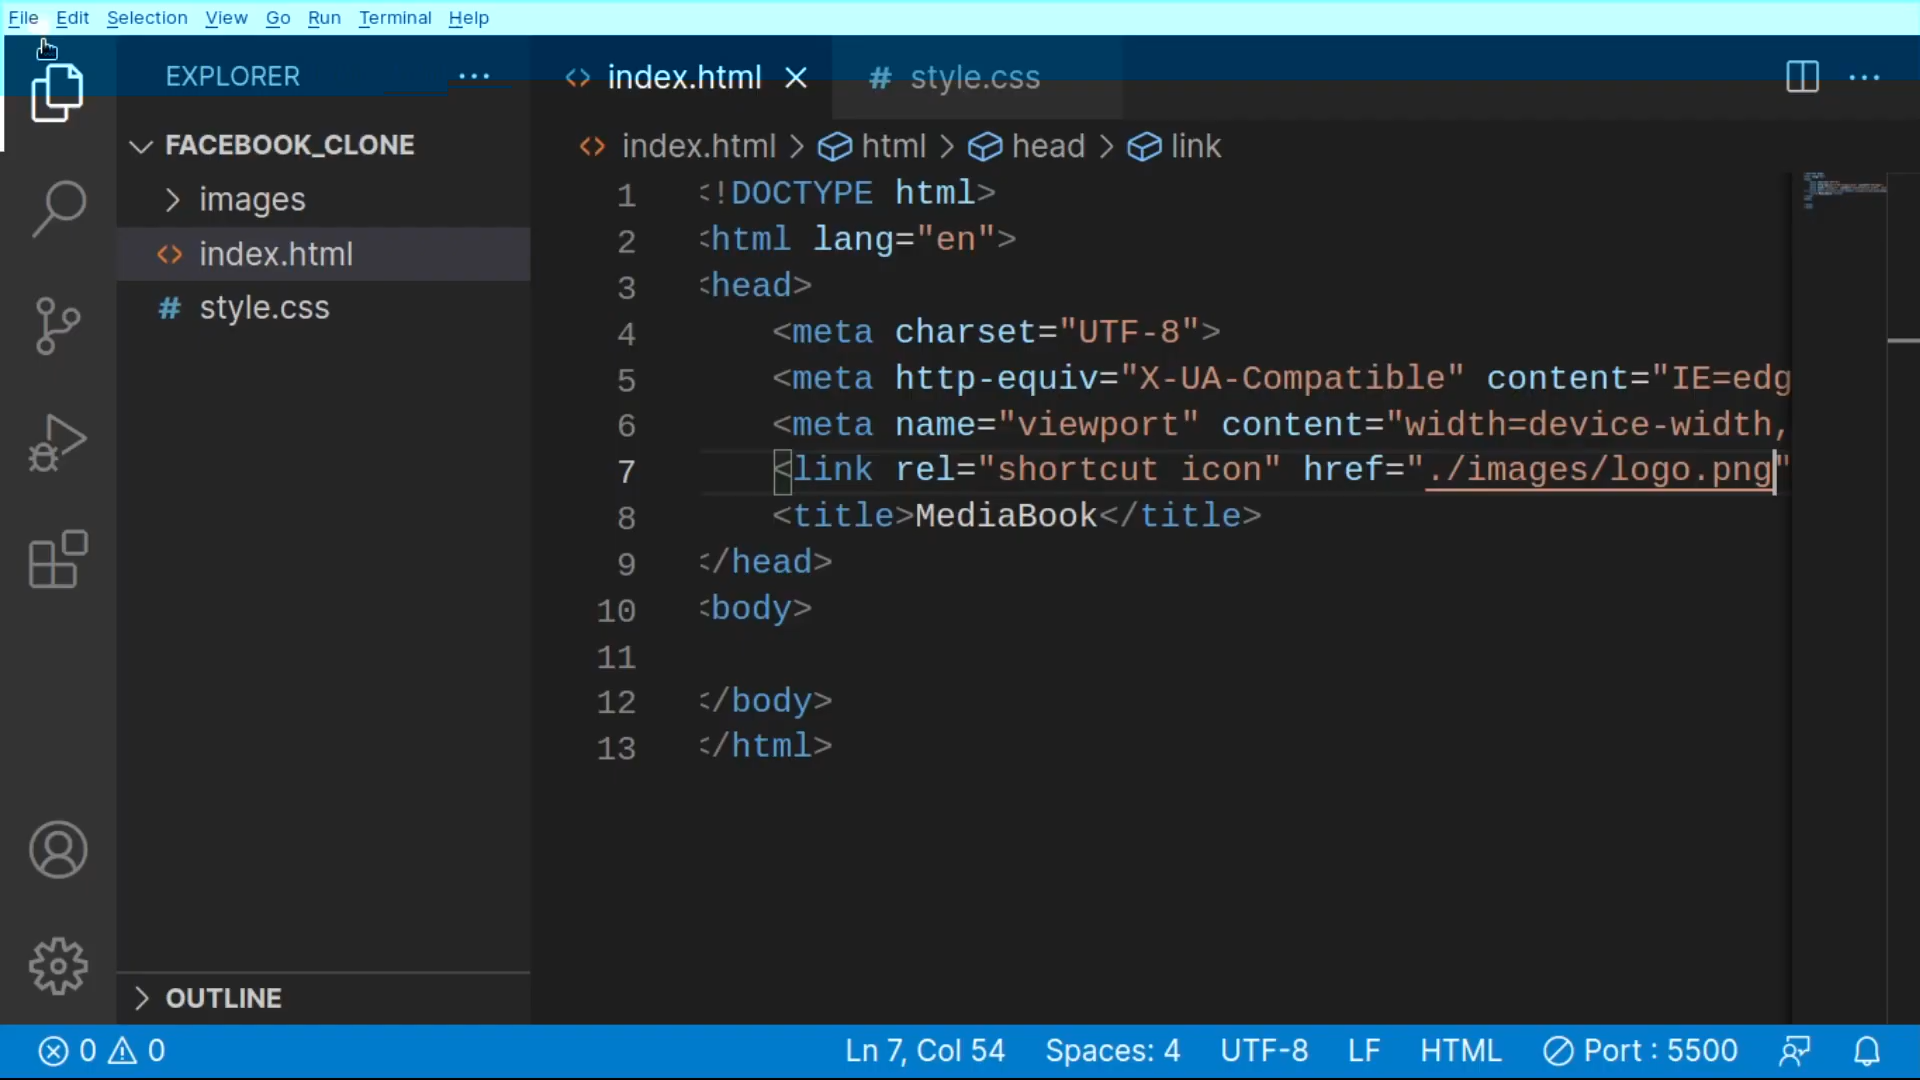 File Edit Selection View Go Run Terminal Help
EXPLORER ... index.html # style.css ...
FACEBOOK_CLONE
images
index.html
# style.css
index.html > html > head > link
1 <!DOCTYPE html>
2 <html lang="en">
3 <head>
4 <meta charset="UTF-8">
5 <meta http-equiv="X-UA-Compatible" content="IE=edg
6 <meta name="viewport" content="width=device-width,
7 <link rel="shortcut icon" href="./images/logo.png"
8 <title>MediaBook</title>
9 </head>
10 <body>
11
12 </body>
13 </html>
OUTLINE
0 0 Ln 7, Col 54 Spaces: 4 UTF-8 LF HTML Port : 5500